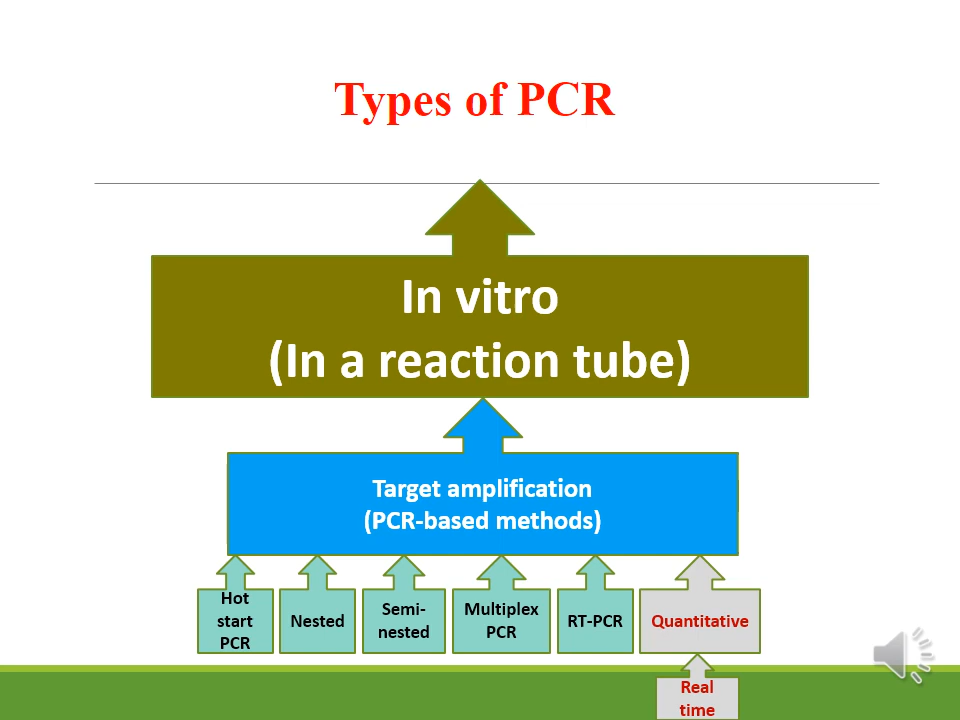 Types of PCR
In vitro
(In a reaction tube)
Target amplification
(PCR-based methods)
Hot
start
PCR
Nested
Semi-
nested
Multiplex
PCR
RT-PCR
Quantitative
Real
time